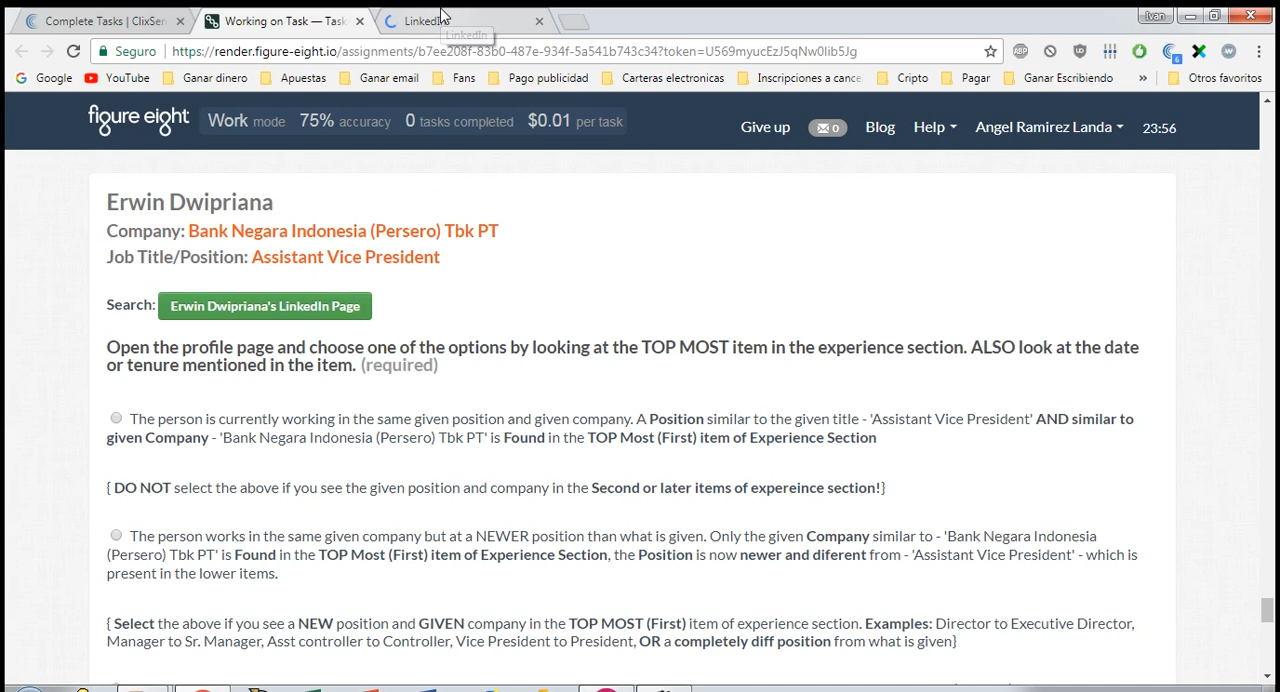 Complete Tasks | ClixSen
Working on Task — Task
LinkedIn
Ivan
LinkedIn
Seguro
https://render.figure-eight.io/assignments/b7ee208f-83b0-487e-934f-5a541b743c34?token=U569myucEzJ5qNw0lib5Jg
ABP
6
Google
YouTube
Ganar dinero
Apuestas
Ganar email
Fans
Pago publicidad
Carteras electronicas
Inscripciones a cance
Cripto
Pagar
Ganar Escribiendo
»
Otros favoritos
figure eight
Work mode
75% accuracy
0 tasks completed
$0.01 per task
Give up
0
Blog
Help
Angel Ramirez Landa
23:56
Erwin Dwipriana
Company: Bank Negara Indonesia (Persero) Tbk PT
Job Title/Position: Assistant Vice President
Search: Erwin Dwipriana's LinkedIn Page
Open the profile page and choose one of the options by looking at the TOP MOST item in the experience section. ALSO look at the date
or tenure mentioned in the item. (required)
The person is currently working in the same given position and given company. A Position similar to the given title - 'Assistant Vice President' AND similar to
given Company - 'Bank Negara Indonesia (Persero) Tbk PT' is Found in the TOP Most (First) item of Experience Section
{ DO NOT select the above if you see the given position and company in the Second or later items of expereince section!}
The person works in the same given company but at a NEWER position than what is given. Only the given Company similar to - 'Bank Negara Indonesia
(Persero) Tbk PT' is Found in the TOP Most (First) item of Experience Section, the Position is now newer and diferent from - 'Assistant Vice President' - which is
present in the lower items.
{ Select the above if you see a NEW position and GIVEN company in the TOP MOST (First) item of experience section. Examples: Director to Executive Director,
Manager to Sr. Manager, Asst controller to Controller, Vice President to President, OR a completely diff position from what is given}